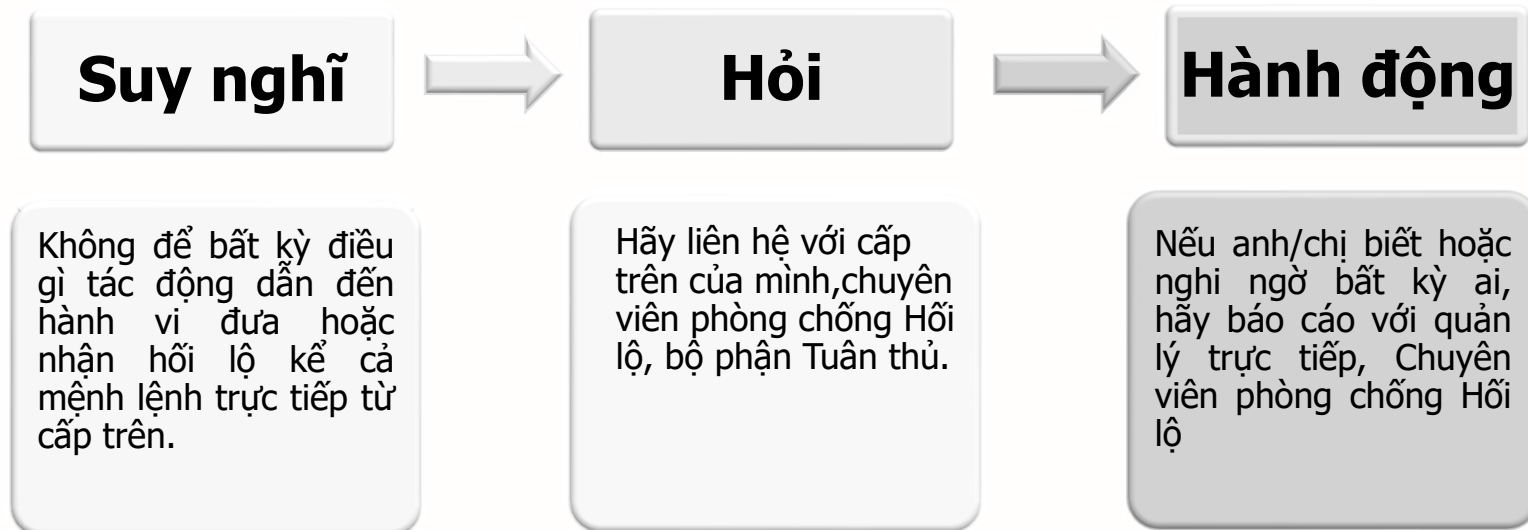 Suy nghĩ
Hỏi
Hành động
Không để bất kỳ điều
gì tác động dẫn đến
hành vi đưa hoặc
nhận hối lộ kể cả
mệnh lệnh trực tiếp từ
cấp trên.
Hãy liên hệ với cấp
trên của mình,chuyên
viên phòng chống Hối
lộ, bộ phận Tuân thủ.
Nếu anh/chị biết hoặc
nghi ngờ bất kỳ ai,
hãy báo cáo với quản
lý trực tiếp, Chuyên
viên phòng chống Hối
lộ